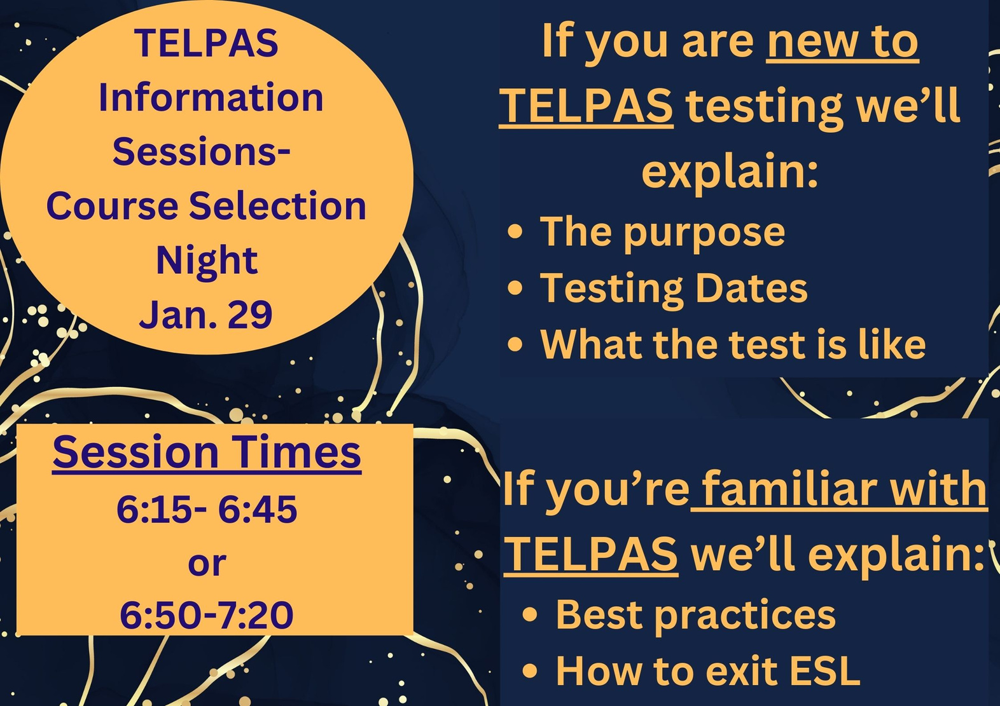 TELPAS
Information
Sessions-
Course Selection
Night
Jan. 29
Session Times
6:15- 6:45
or
6:50-7:20
If you are new to
TELPAS testing we’ll
explain:
• The purpose
• Testing Dates
• What the test is like
If you’re familiar with
TELPAS we’ll explain:
• Best practices
• How to exit ESL